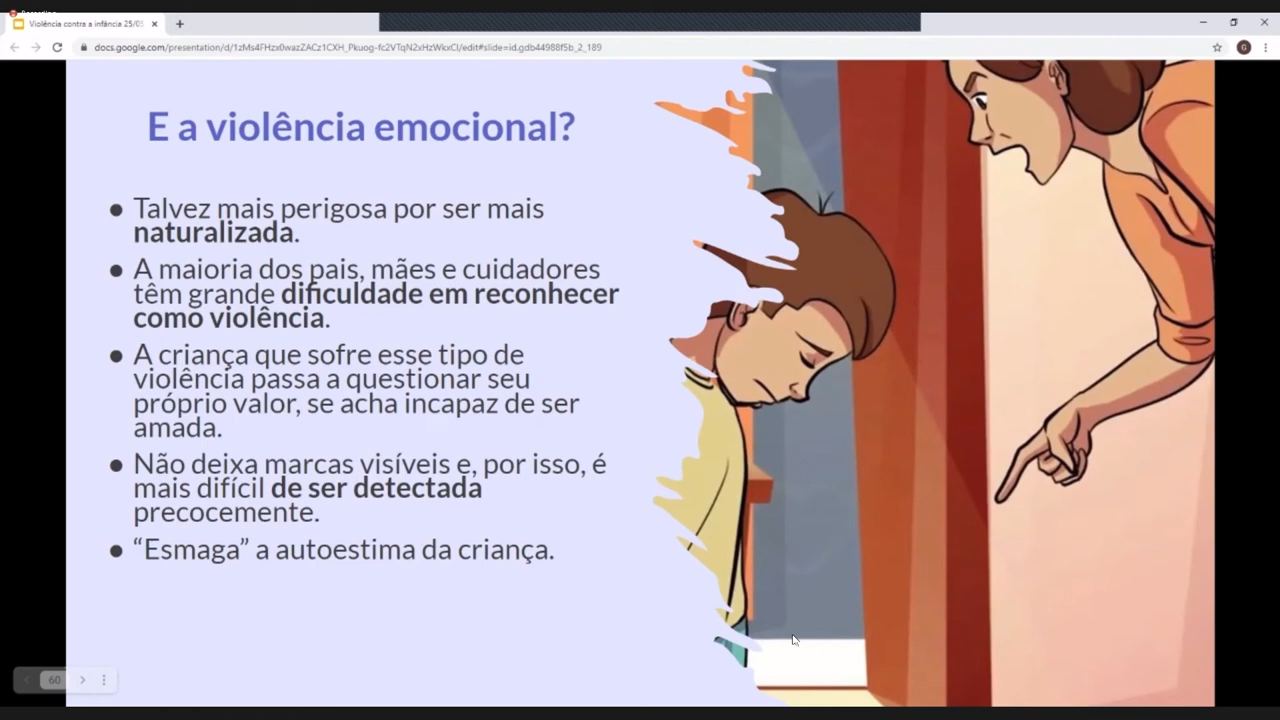 Recording
Violência contra a infância 25/05
docs.google.com/presentation/d/1zMs4FHzx0wazZACz1CXH_Pkuog-fc2VTqN2xHzWkxCI/edit#slide=id.gdb44988f5b_2_189
G
E a violência emocional?
● Talvez mais perigosa por ser mais
naturalizada.
● A maioria dos pais, mães e cuidadores
têm grande dificuldade em reconhecer
como violência.
● A criança que sofre esse tipo de
violência passa a questionar seu
próprio valor, se acha incapaz de ser
amada.
● Não deixa marcas visíveis e, por isso, é
mais difícil de ser detectada
precocemente.
● “Esmaga” a autoestima da criança.
60